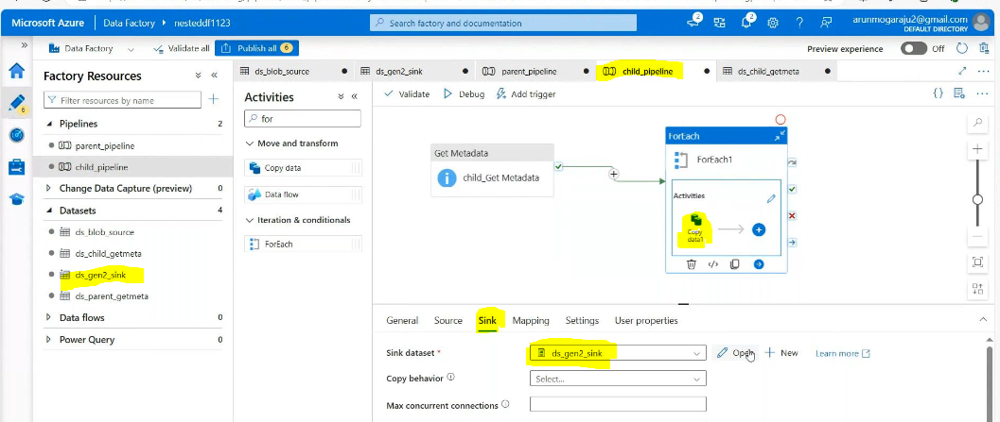 Microsoft Azure
Data Factory
nesteddf1123
Search factory and documentation
2
2
arunmogaraju2@gmail.com
DEFAULT DIRECTORY
Data Factory
Validate all
Publish all
6
Preview experience
Off
Factory Resources
Filter resources by name
6
Pipelines
2
parent_pipeline
child_pipeline
Change Data Capture (preview)
0
Datasets
4
ds_blob_source
ds_child_getmeta
ds_gen2_sink
ds_parent_getmeta
Data flows
0
Power Query
0
ds_blob_source
ds_gen2_sink
parent_pipeline
child_pipeline
ds_child_getmeta
Activities
for
Move and transform
Copy data
Data flow
Iteration & conditionals
ForEach
Validate
Debug
Add trigger
Get Metadata
child_Get Metadata
ForEach
ForEach1
Activities
Copy
data1
General
Source
Sink
Mapping
Settings
User properties
Sink dataset *
ds_gen2_sink
Open
New
Learn more
Copy behavior
Select...
Max concurrent connections